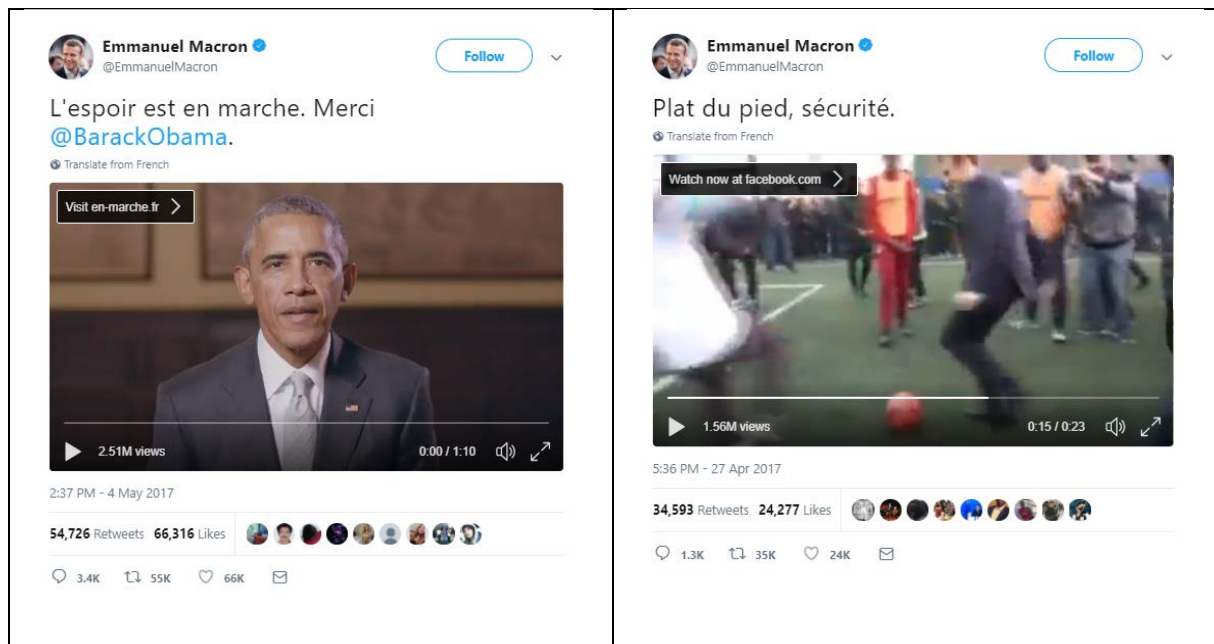 Emmanuel Macron
@EmmanuelMacron
Follow
L'espoir est en marche. Merci
@BarackObama.
Translate from French
Visit en-marche.fr
2.51M views
0:00 / 1:10
2:37 PM - 4 May 2017
54,726 Retweets 66,316 Likes
3.4K 55K 66K
Emmanuel Macron
@EmmanuelMacron
Follow
Plat du pied, sécurité.
Translate from French
Watch now at facebook.com
1.56M views
0:15 / 0:23
5:36 PM - 27 Apr 2017
34,593 Retweets 24,277 Likes
1.3K 35K 24K